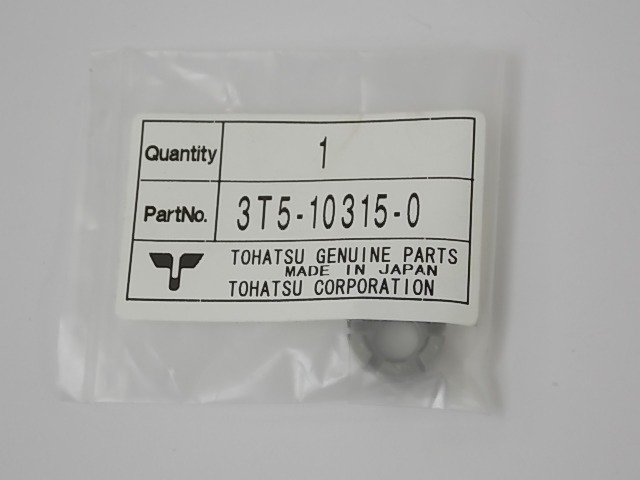 Quantity 1
PartNo. 3T5-10315-0
TOHATSU GENUINE PARTS
MADE IN JAPAN
TOHATSU CORPORATION